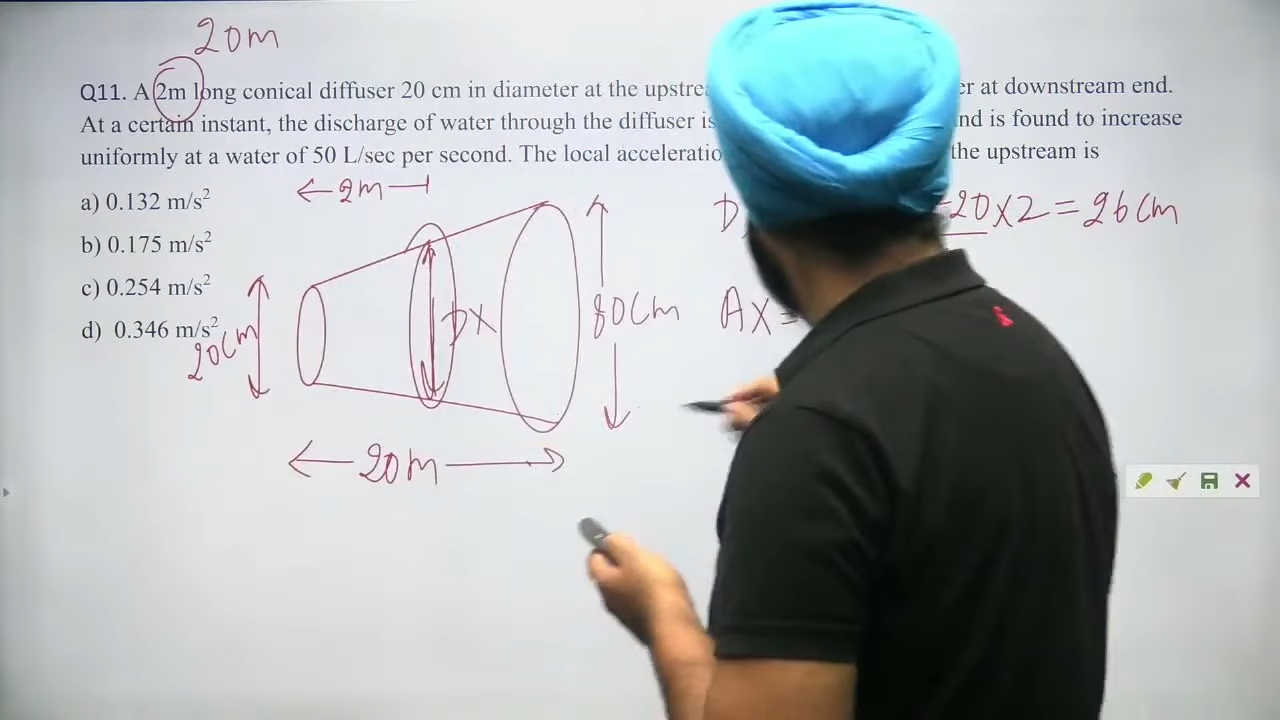 20m
Q11. A 2m long conical diffuser 20 cm in diameter at the upstre er at downstream end.
At a certain instant, the discharge of water through the diffuser is nd is found to increase
uniformly at a water of 50 L/sec per second. The local acceleratio the upstream is
a) 0.132 m/s²
b) 0.175 m/s²
c) 0.254 m/s²
d) 0.346 m/s²
2m
20cm
DX
80cm
20m
D -20X2=26cm
AX=